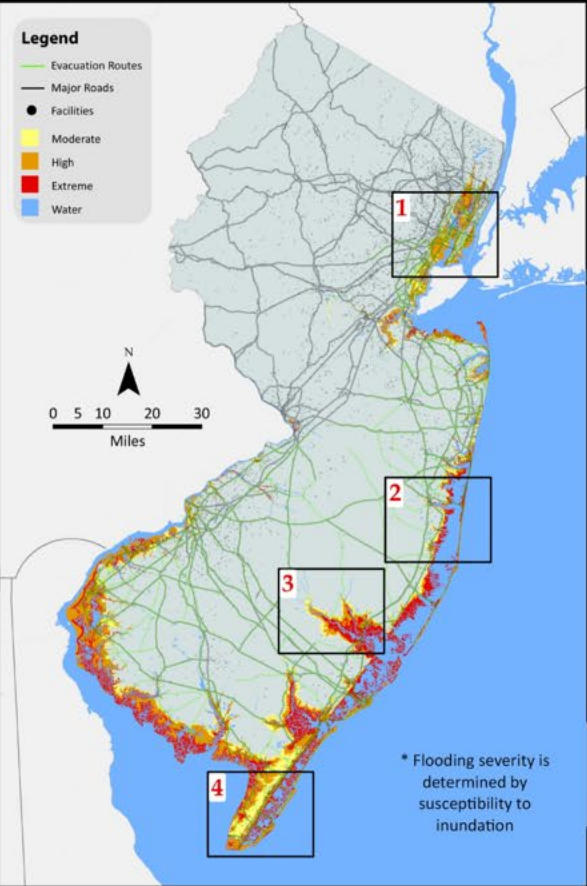 Legend
Evacuation Routes
Major Roads
Facilities
Moderate
High
Extreme
Water
1
N
0 5 10 20 30
Miles
2
3
4
* Flooding severity is
determined by
susceptibility to
inundation